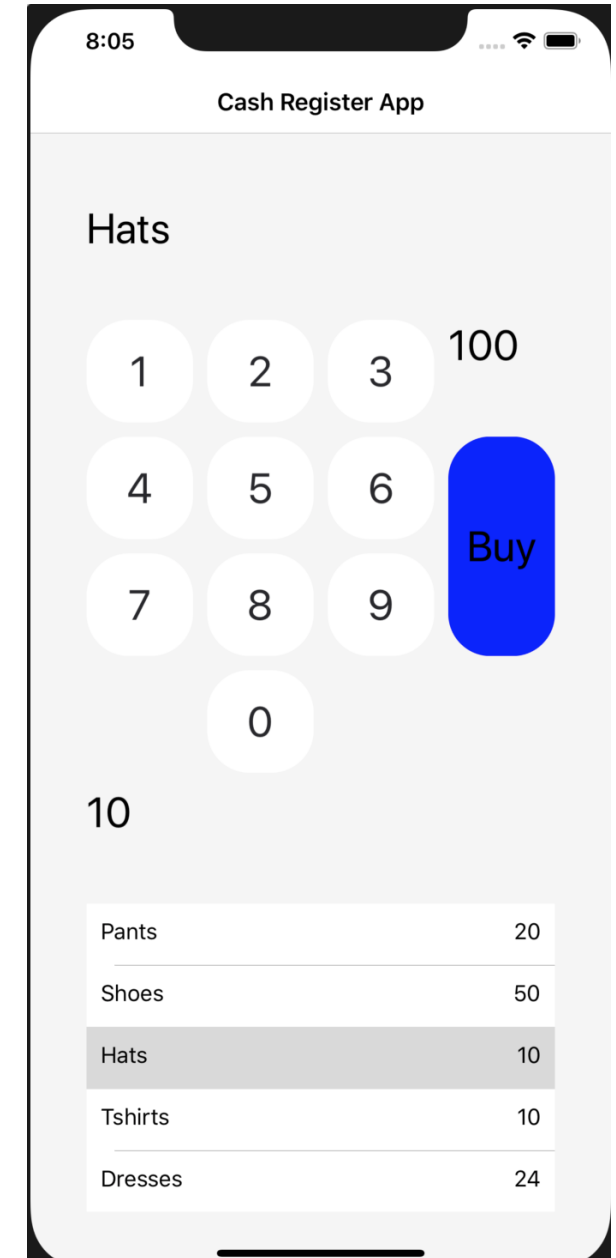 8:05
Cash Register App
Hats
1 2 3 100
4 5 6
Buy
7 8 9
0
10
Pants 20
Shoes 50
Hats 10
Tshirts 10
Dresses 24